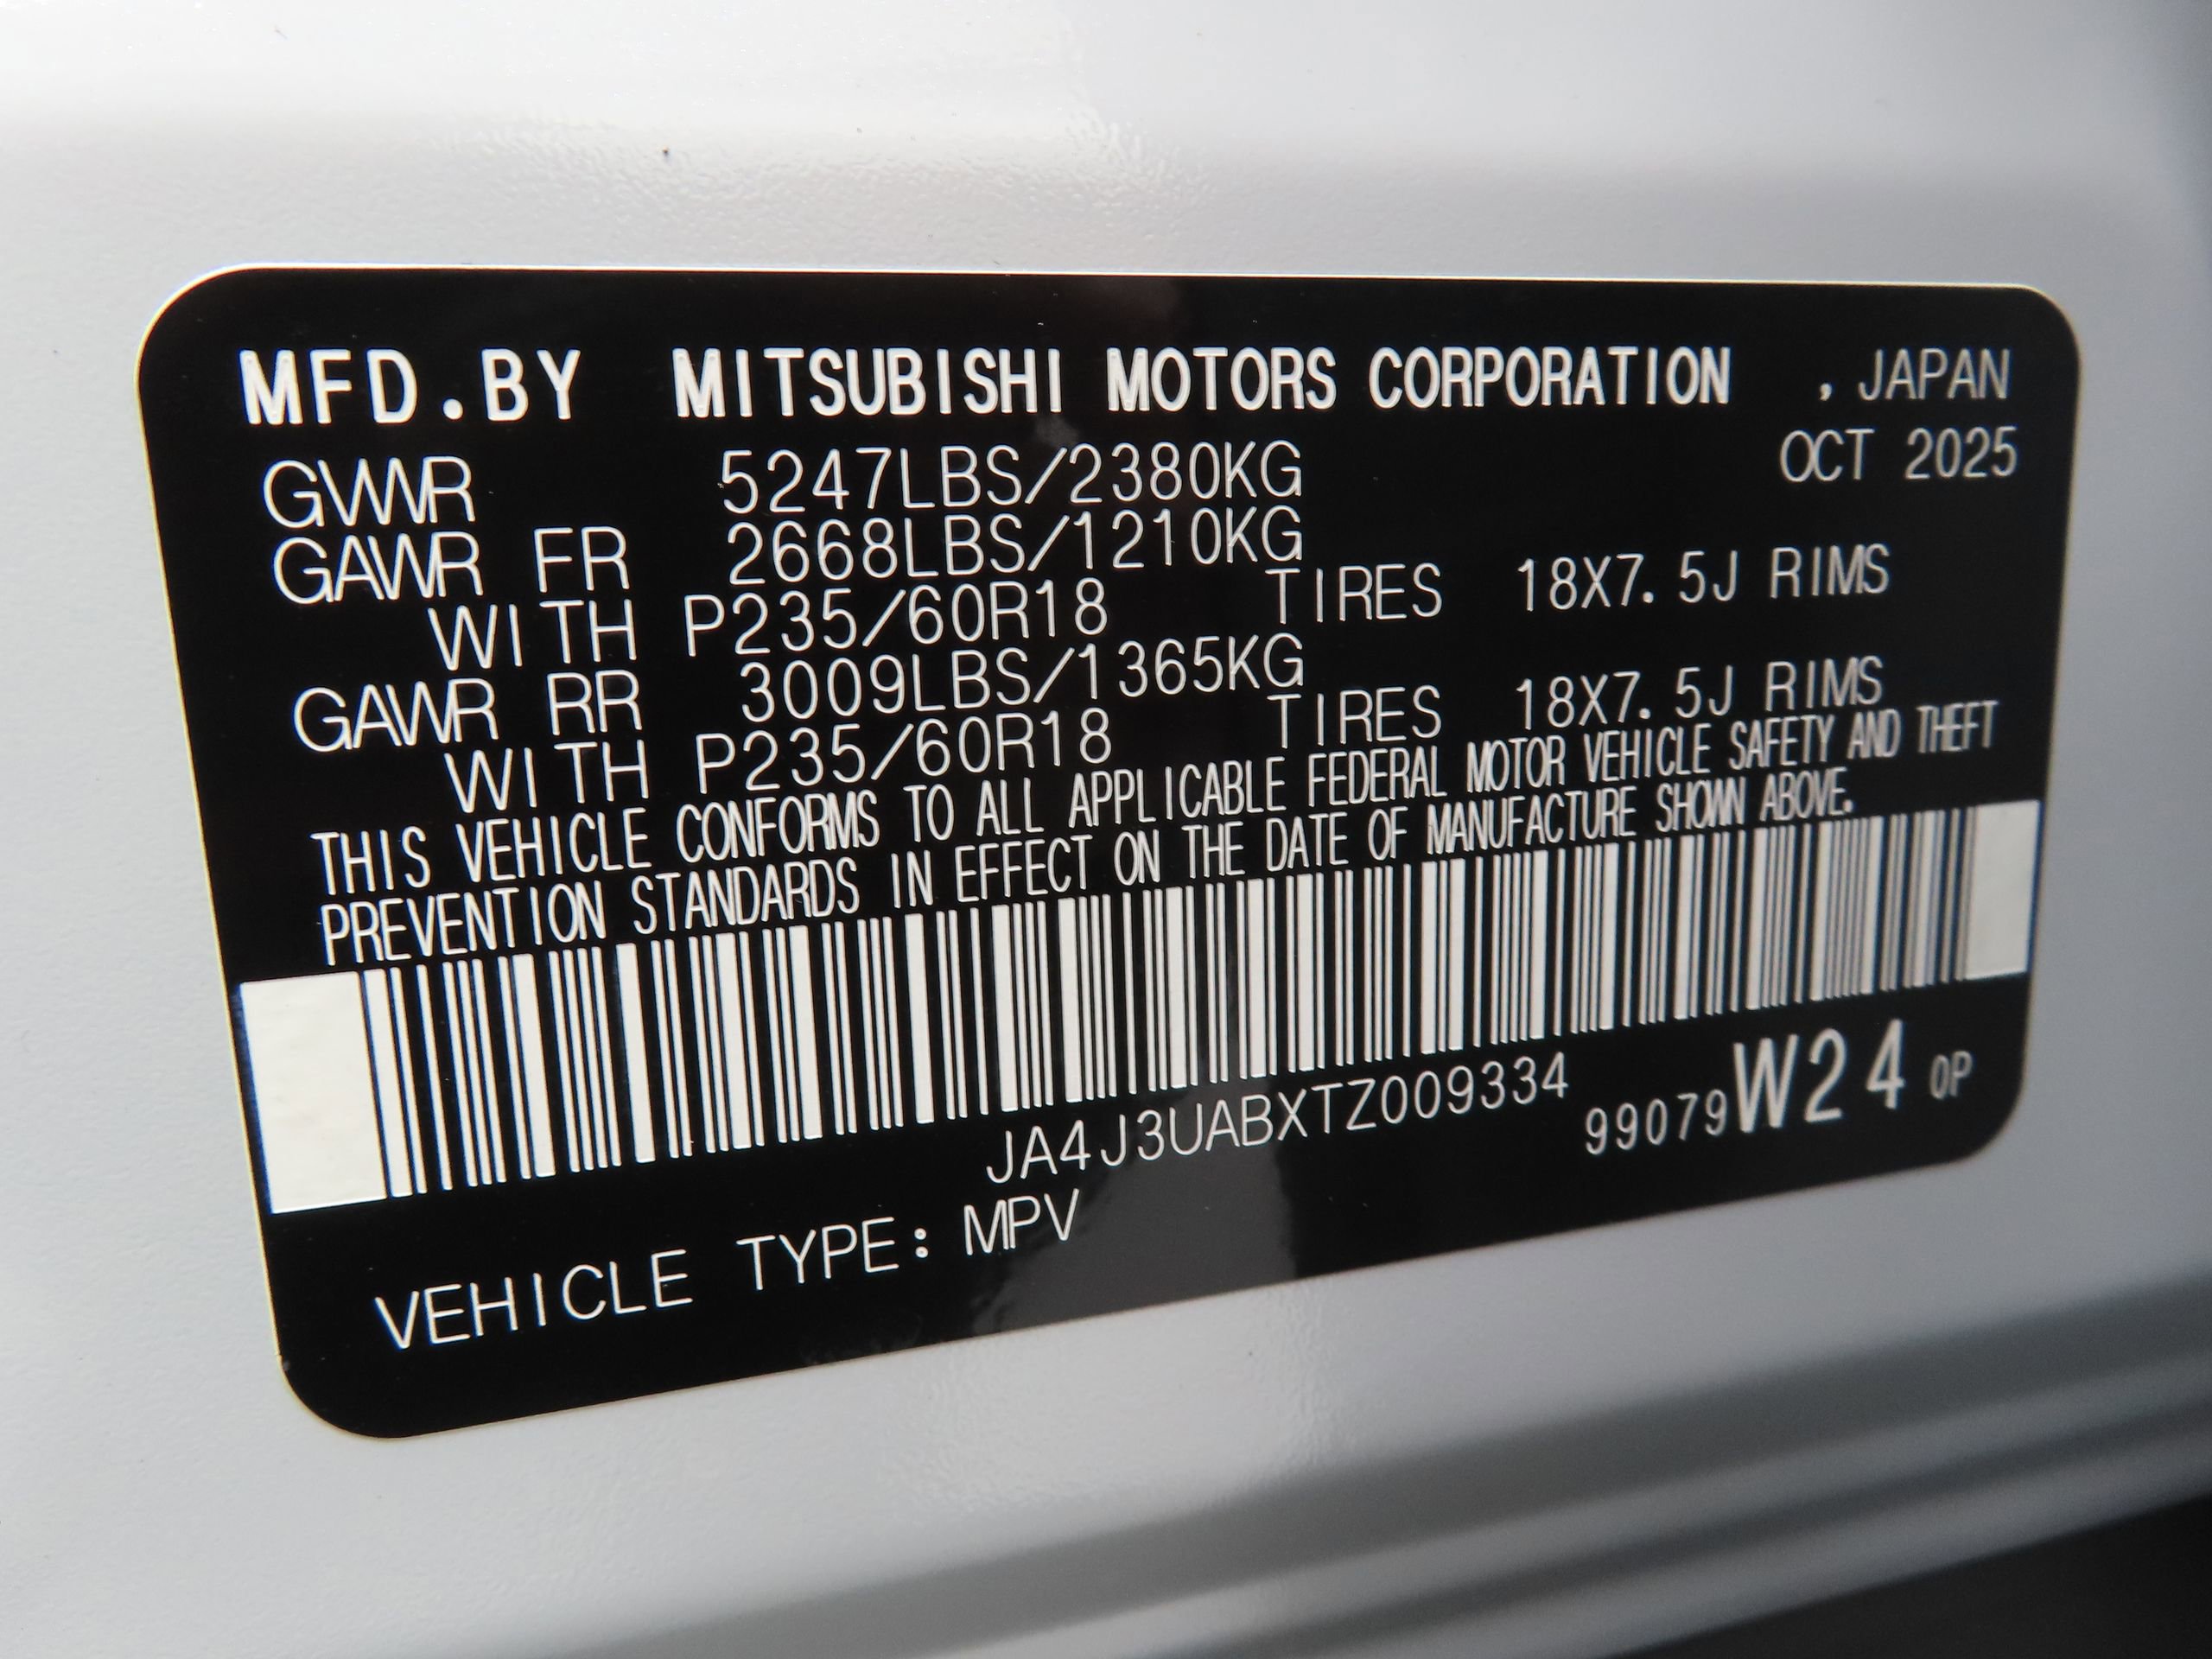 MFD.BY MITSUBISHI MOTORS CORPORATION , JAPAN
OCT 2025
GVWR 5247LBS/2380KG
GAWR FR 2668LBS/1210KG
WITH P235/60R18 TIRES 18X7.5J RIMS
GAWR RR 3009LBS/1365KG
WITH P235/60R18 TIRES 18X7.5J RIMS
THIS VEHICLE CONFORMS TO ALL APPLICABLE FEDERAL MOTOR VEHICLE SAFETY AND THEFT
PREVENTION STANDARDS IN EFFECT ON THE DATE OF MANUFACTURE SHOWN ABOVE.
JA4J3UABXTZ009334
99079 W24 0P
VEHICLE TYPE: MPV